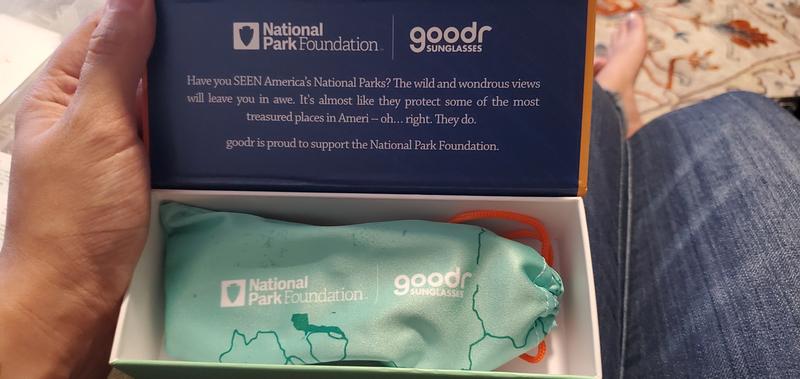 National
Park Foundation
goodr
SUNGLASSES
Have you SEEN America's National Parks? The wild and wondrous views
will leave you in awe. It's almost like they protect some of the most
treasured places in Ameri – oh... right. They do.
goodr is proud to support the National Park Foundation.
National
Park Foundation
goodr
SUNGLASSES